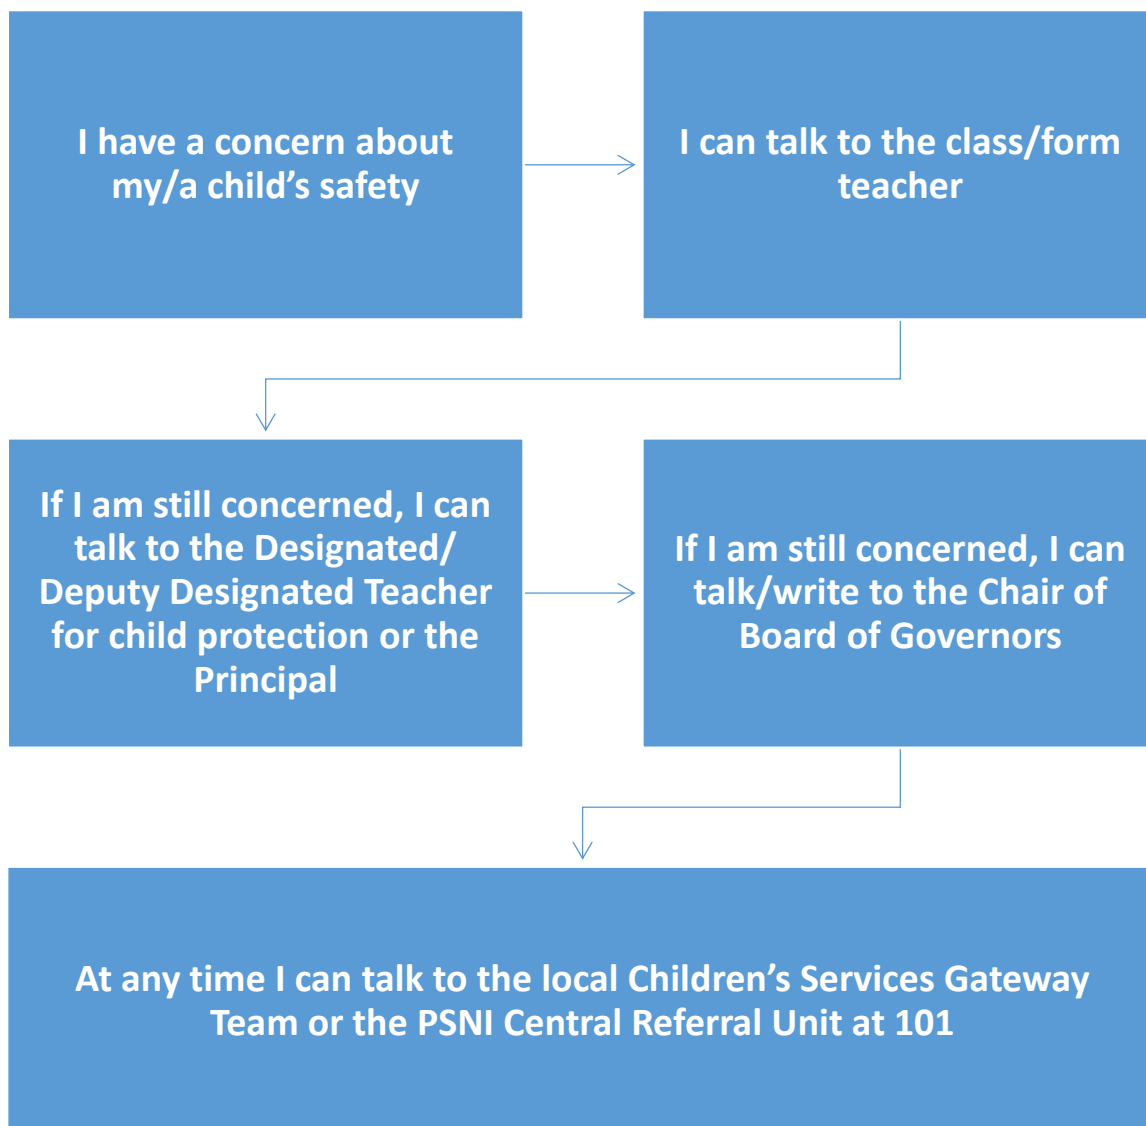 I have a concern about
my/a child’s safety
I can talk to the class/form
teacher
If I am still concerned, I can
talk to the Designated/
Deputy Designated Teacher
for child protection or the
Principal
If I am still concerned, I can
talk/write to the Chair of
Board of Governors
At any time I can talk to the local Children’s Services Gateway
Team or the PSNI Central Referral Unit at 101